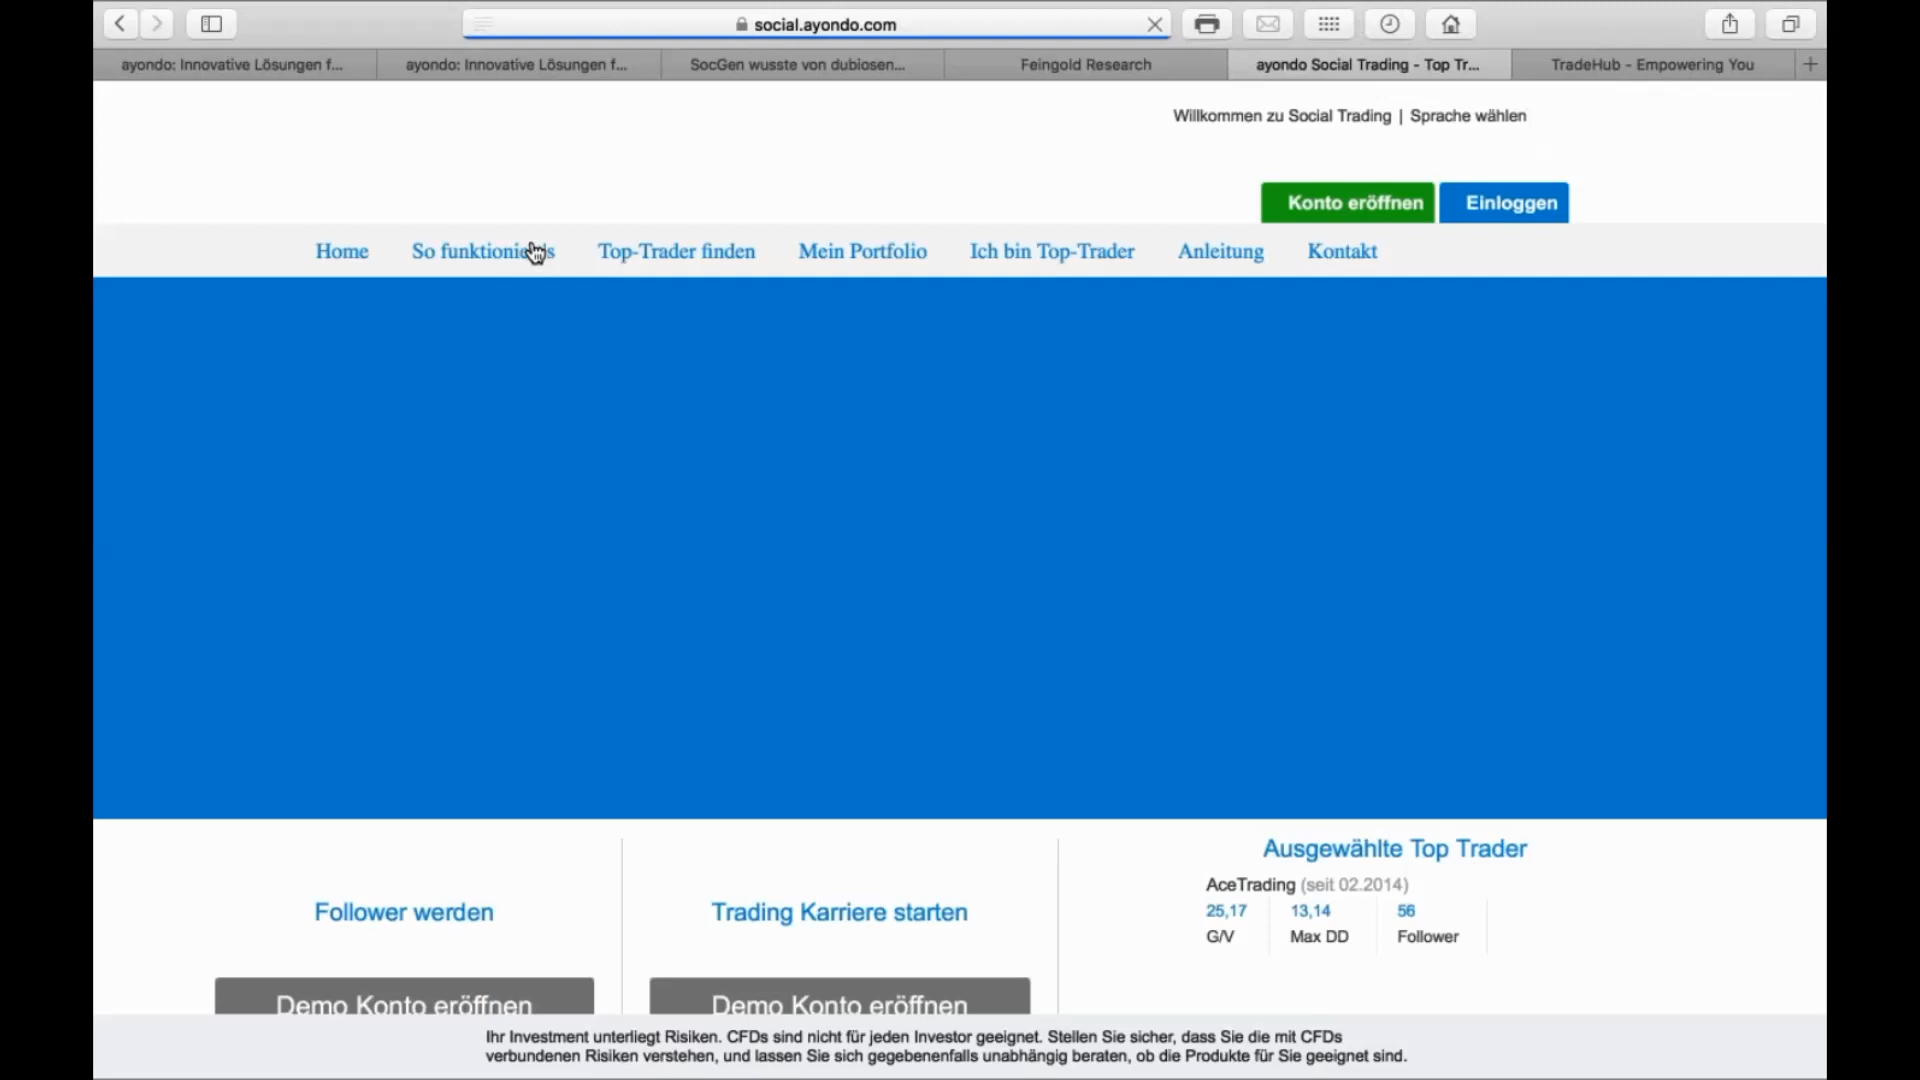 social.ayondo.com
ayondo: Innovative Lösungen f...
ayondo: Innovative Lösungen f...
SocGen wusste von dubiosen...
Feingold Research
ayondo Social Trading - Top Tr...
TradeHub - Empowering You
Willkommen zu Social Trading | Sprache wählen
Konto eröffnen
Einloggen
Home
So funktioniert's
Top-Trader finden
Mein Portfolio
Ich bin Top-Trader
Anleitung
Kontakt
Follower werden
Demo Konto eröffnen
Trading Karriere starten
Demo Konto eröffnen
Ausgewählte Top Trader
AceTrading (seit 02.2014)
25,17 13,14 56
G/V Max DD Follower
Ihr Investment unterliegt Risiken. CFDs sind nicht für jeden Investor geeignet. Stellen Sie sicher, dass Sie die mit CFDs
verbundenen Risiken verstehen, und lassen Sie sich gegebenenfalls unabhängig beraten, ob die Produkte für Sie geeignet sind.